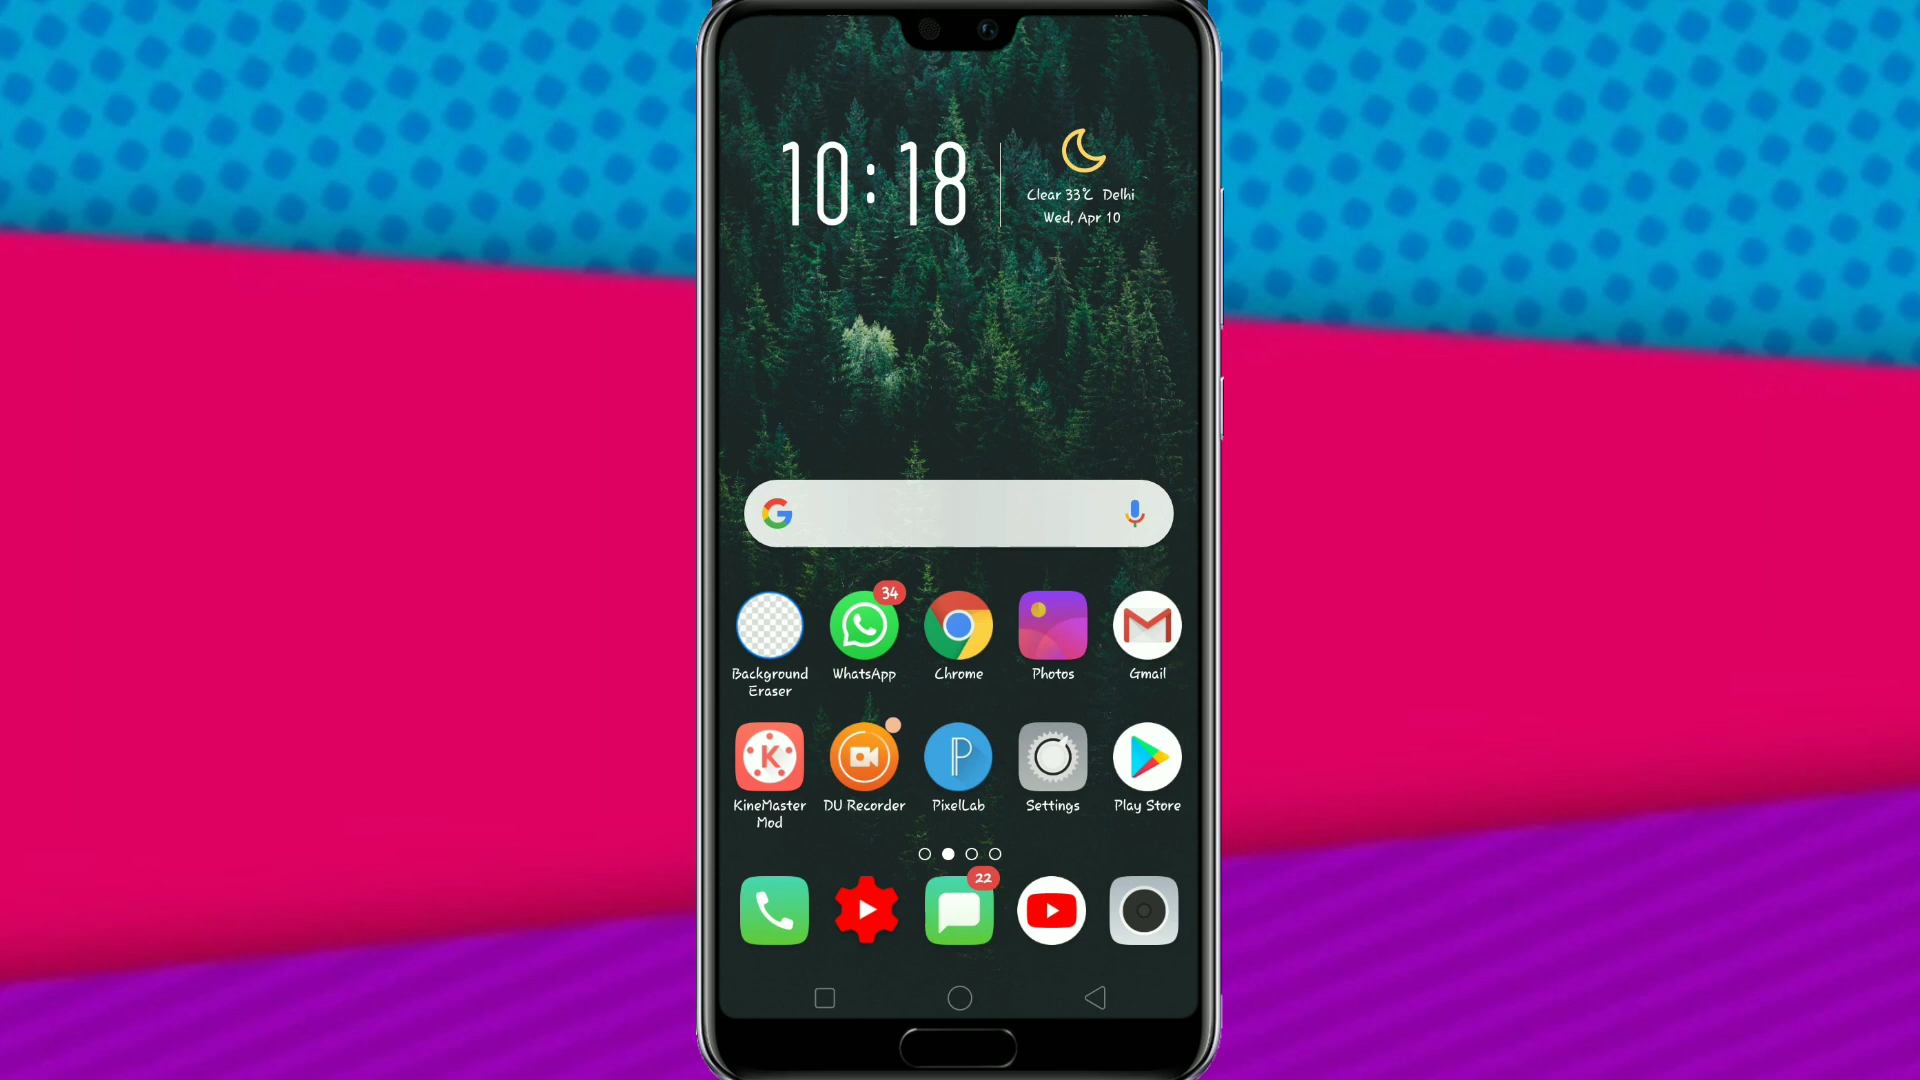 10:18
Clear 33℃ Delhi
Wed, Apr 10
34
Background
Eraser
WhatsApp
Chrome
Photos
Gmail
K
P
KineMaster
Mod
DU Recorder
PixelLab
Settings
Play Store
22